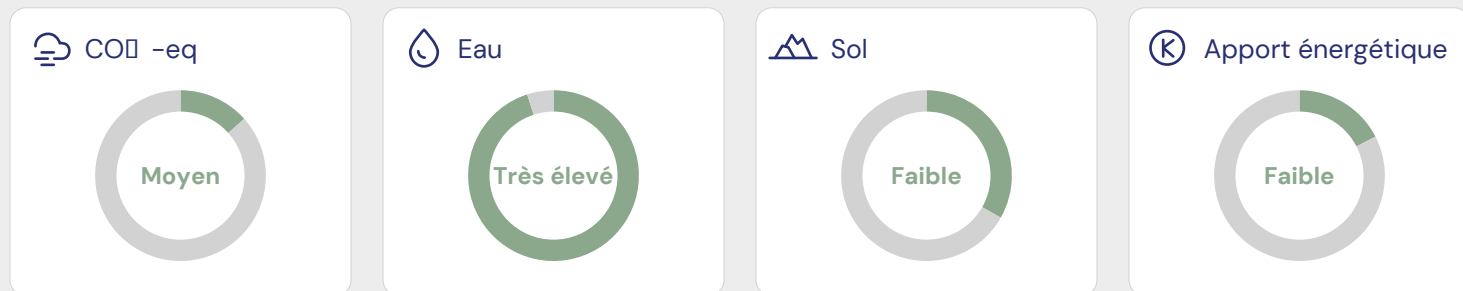 CO▯ -eq
Moyen
Eau
Très élevé
Sol
Faible
Apport énergétique
Faible